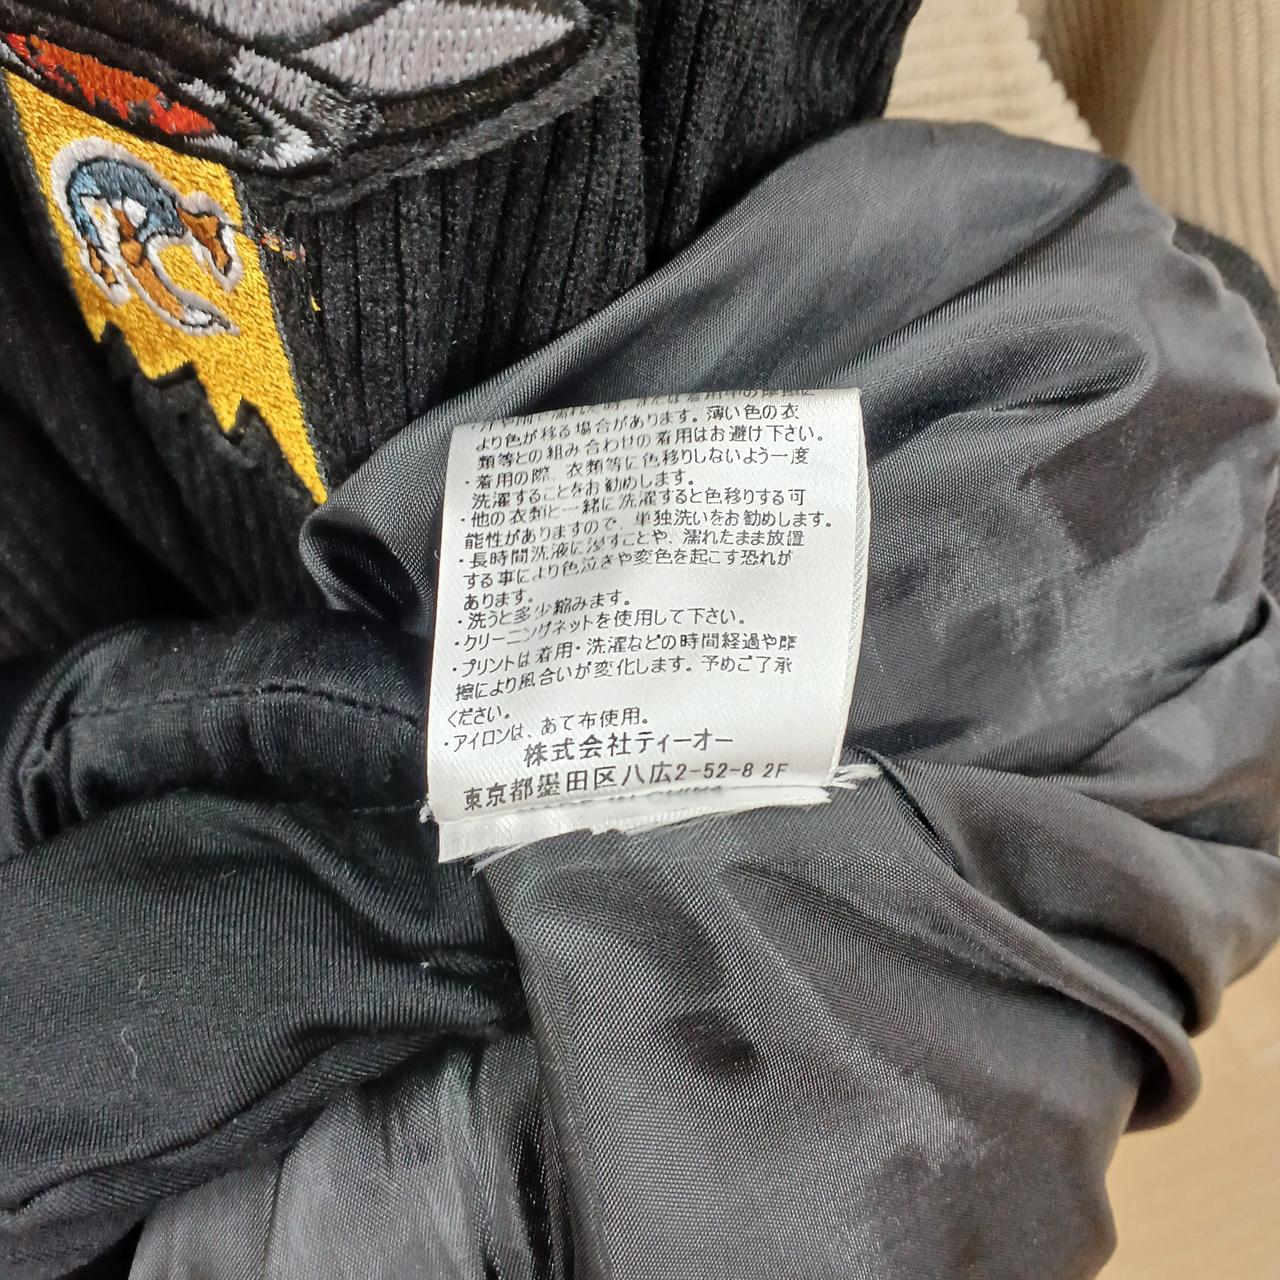 より色が移る場合があります。薄い色の衣
類等との組み合わせの着用はお避け下さい。
・着用の際、衣類等に色移りしないよう一度
洗濯することをお勧めします。
・他の衣類と一緒に洗濯すると色移りする可
能性がありますので、単独洗いをお勧めします。
・長時間洗液に浸すことや、濡れたまま放置
する事により色泣きや変色を起こす恐れが
あります。
・洗うと多少縮みます。
・クリーニングネットを使用して下さい。
・プリントは着用・洗濯などの時間経過や摩
擦により風合いが変化します。予めご了承
ください。
・アイロンは、あて布使用。
株式会社ティーオー
東京都墨田区八広2-52-8 2F